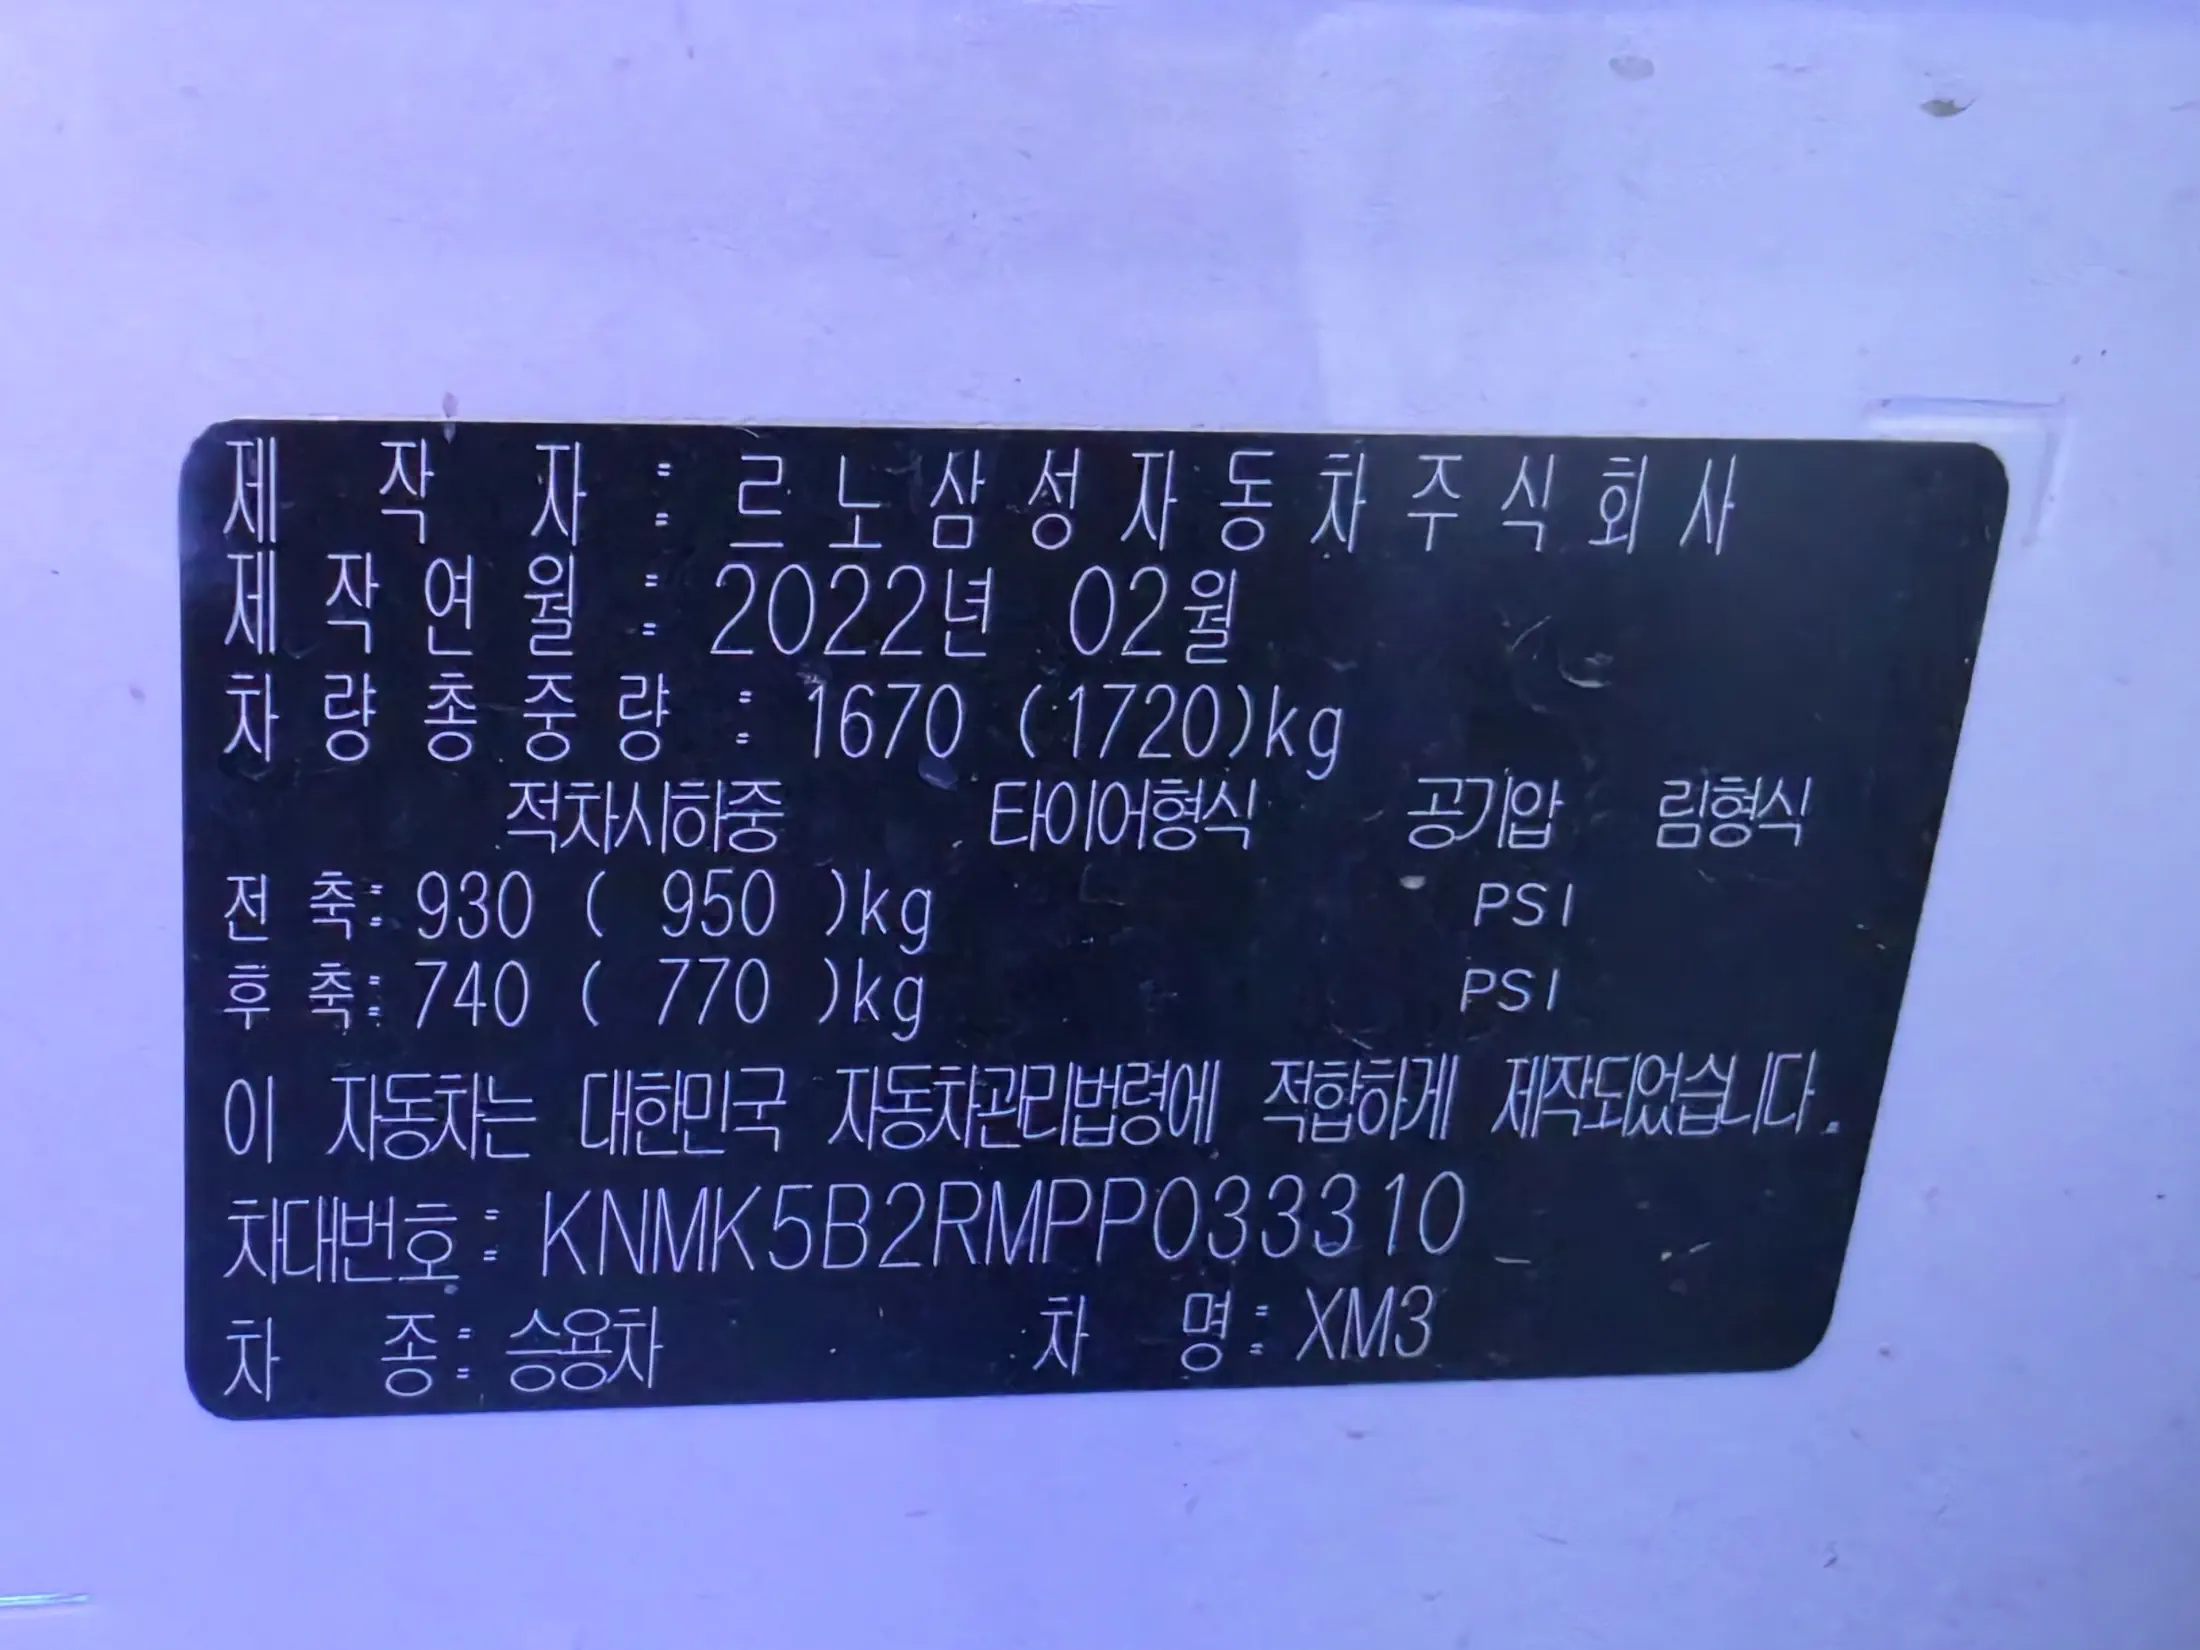 제 작 자 : 르노삼성자동차주식회사
제작연월 : 2022년 02월
차량총중량 : 1670 (1720)kg
적차시하중 타이어형식 공기압 림형식
전 축: 930 ( 950 )kg PSI
후 축: 740 ( 770 )kg PSI
이 자동차는 대한민국 자동차관리법령에 적합하게 제작되었습니다.
차대번호: KNMK5B2RMPP033310
차 종: 승용차 차 명: XM3